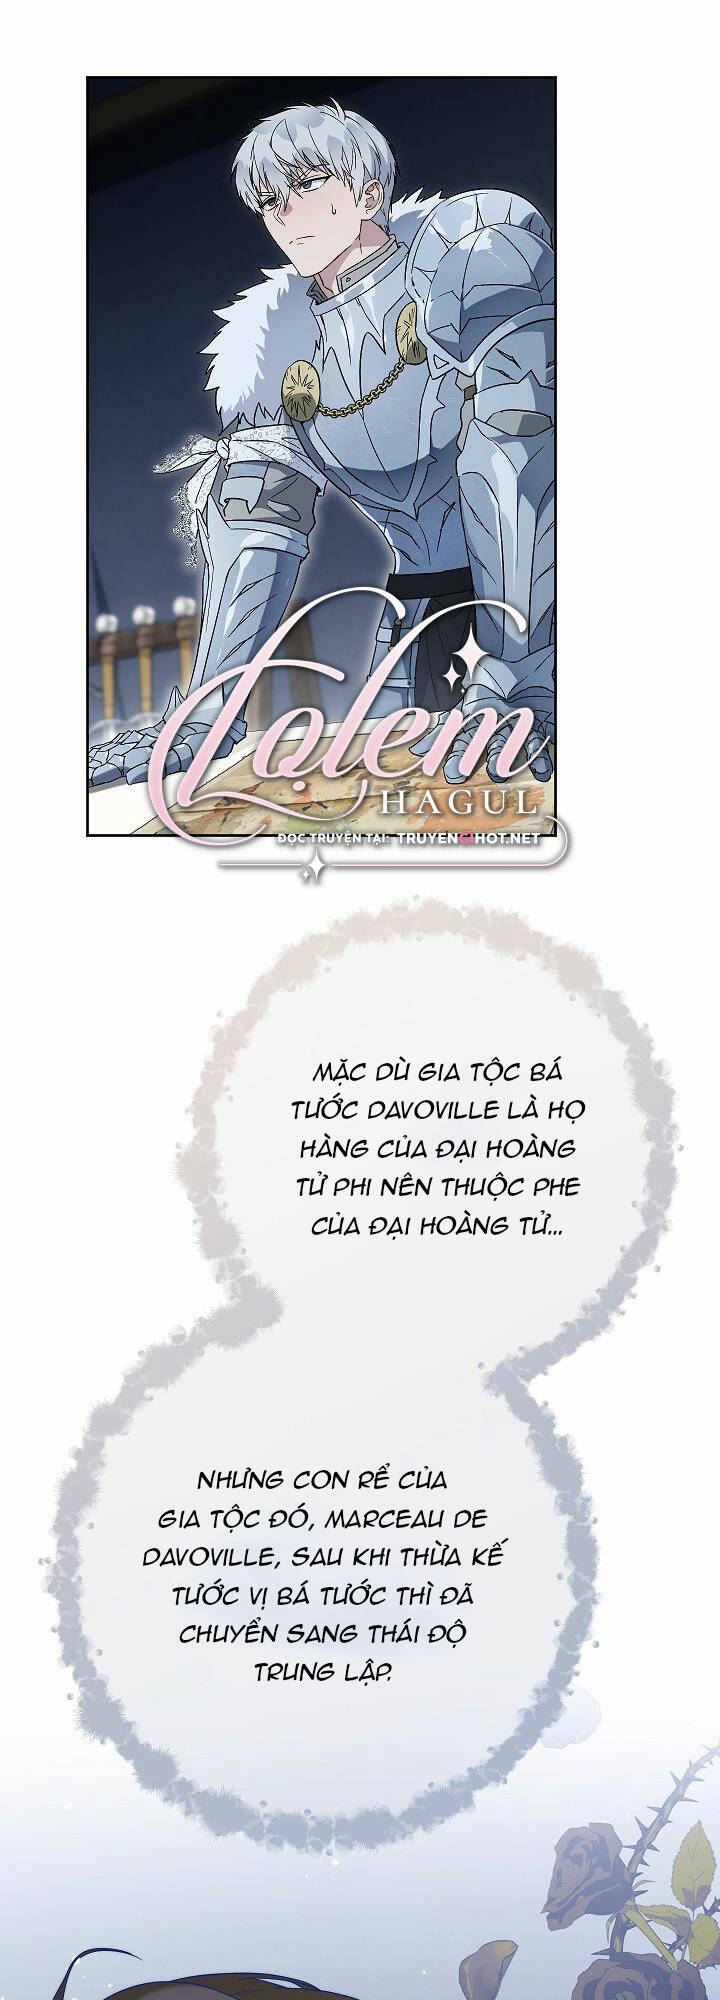 Lọlem
HAGUL
ĐỌC TRUYỆN TẠI: TRUYENGIHOT.NET
MẶC DÙ GIA TỘC BÁ
TƯỚC DAVOVILLE LÀ HỌ
HÀNG CỦA ĐẠI HOÀNG
TỬ PHI NÊN THUỘC PHE
CỦA ĐẠI HOÀNG TỬ...
NHƯNG CON RỂ CỦA
GIA TỘC ĐÓ, MARCEAU DE
DAVOVILLE, SAU KHI THỪA KẾ
TƯỚC VỊ BÁ TƯỚC THÌ ĐÃ
CHUYỂN SANG THÁI ĐỘ
TRUNG LẬP.